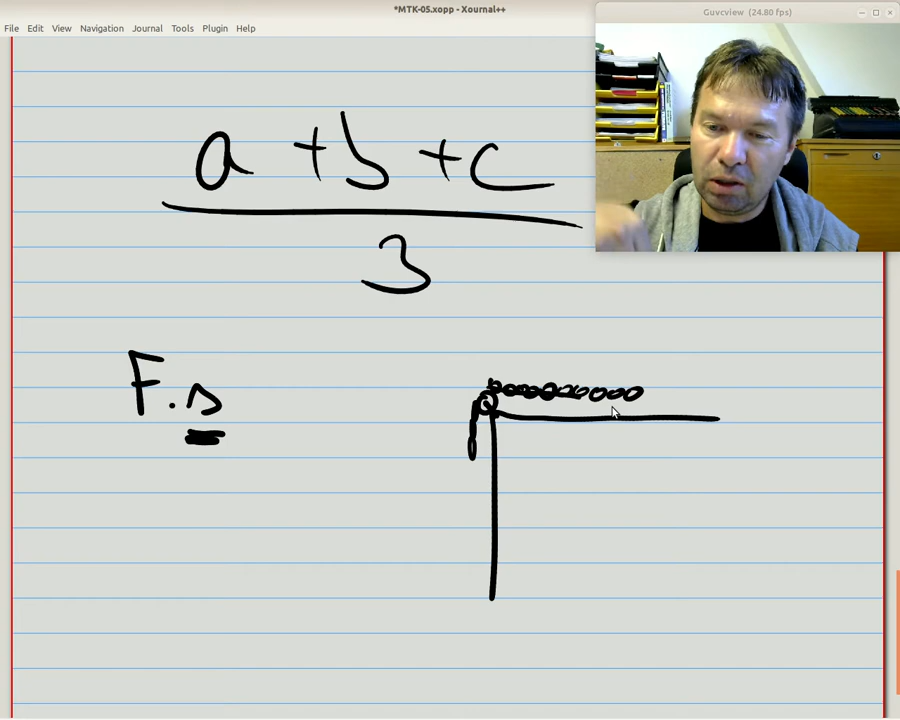 *MTK-05.xopp - Xournal++
Guvcview (24.80 fps)
File Edit View Navigation Journal Tools Plugin Help
a + b + c
3
F . s